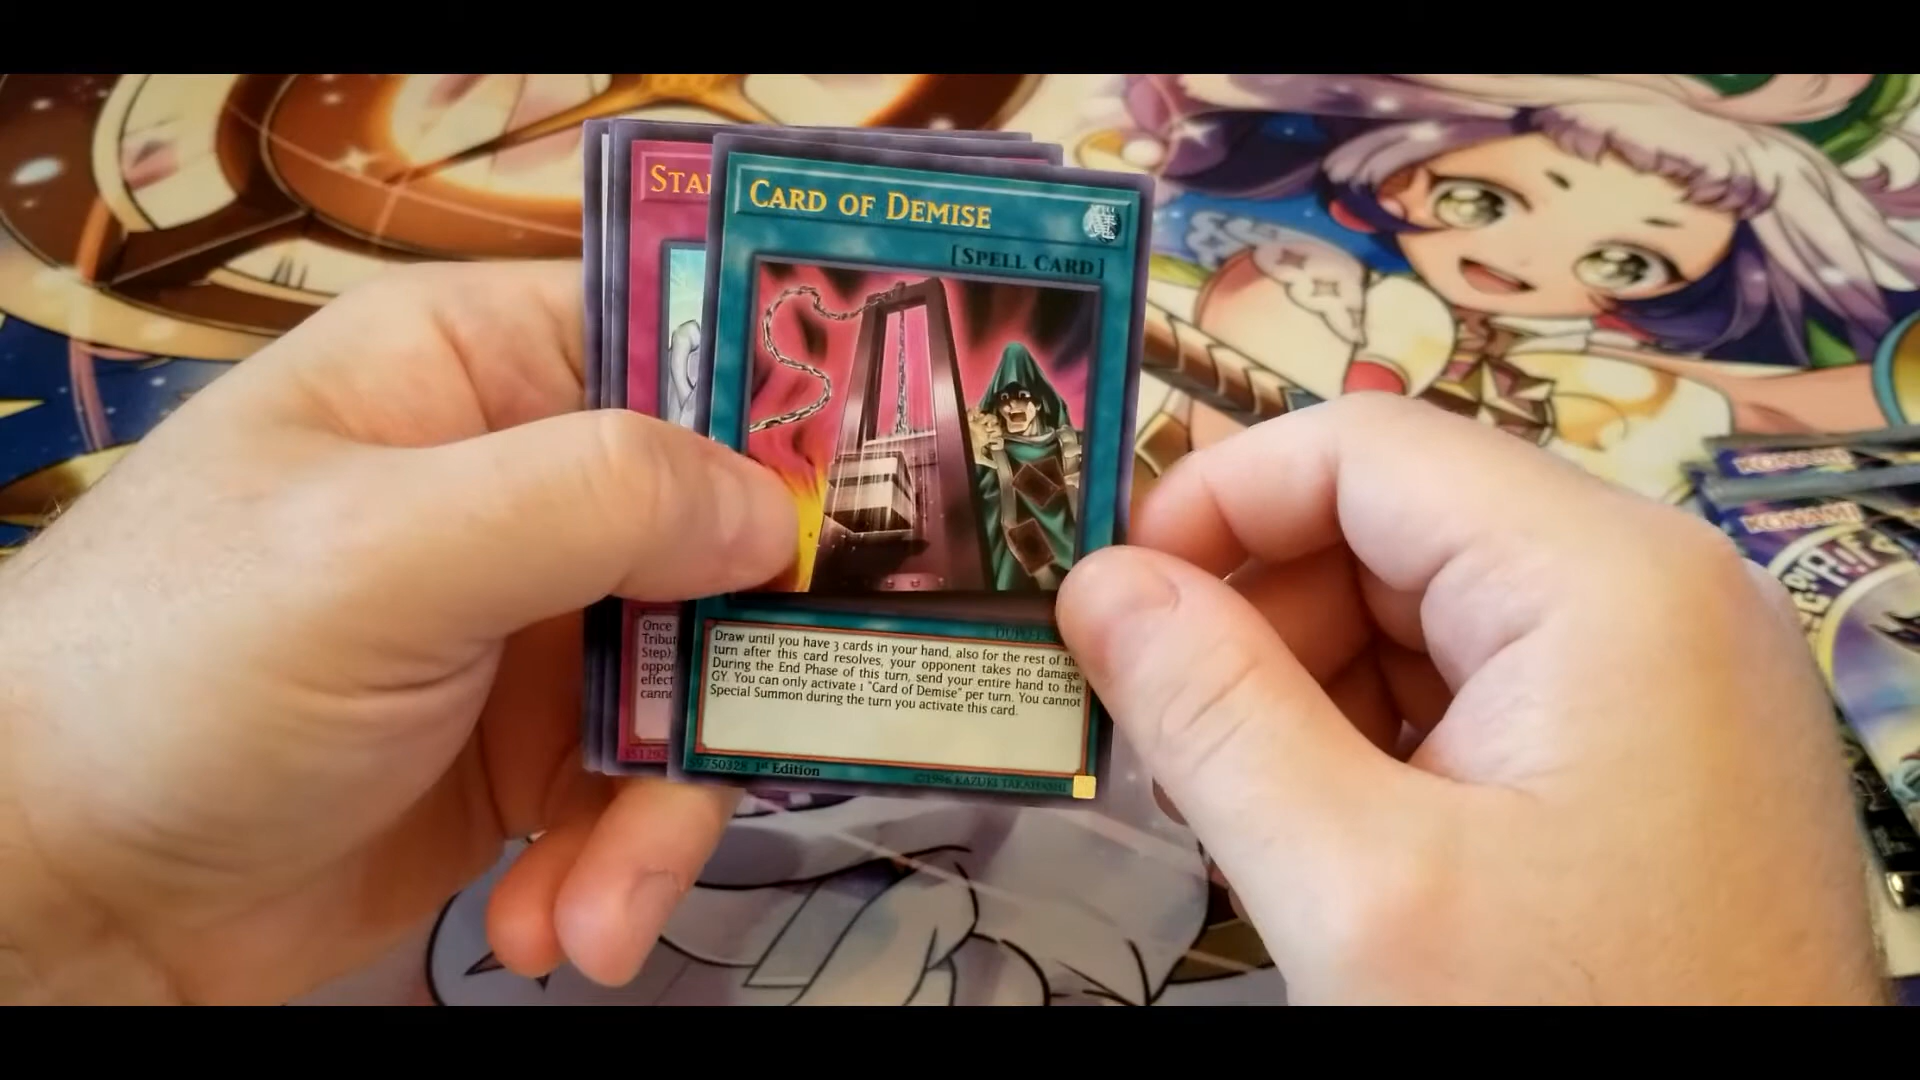 STA
CARD OF DEMISE
[SPELL CARD]
Draw until you have 3 cards in your hand, also for the rest of th
turn after this card resolves, your opponent takes no damage.
During the End Phase of this turn, send your entire hand to the
GY. You can only activate 1 "Card of Demise" per turn. You cannot
Special Summon during the turn you activate this card.
59750328 1st Edition
©1996 KAZUKI TAKAHASHI
Once
Tribu
Step)
oppo
effect
canno
KONAMI
KONAMI